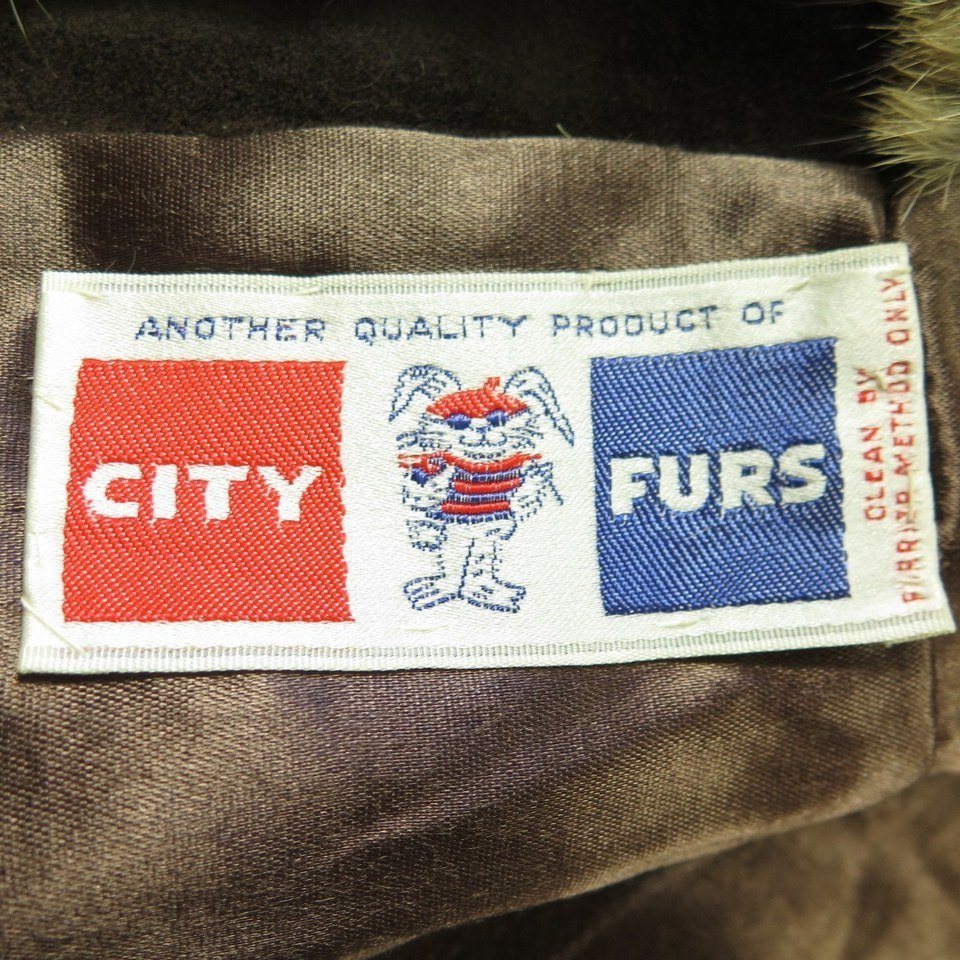 ANOTHER QUALITY PRODUCT OF
CITY
FURS
CLEAN BY
FURRIER METHOD ONLY